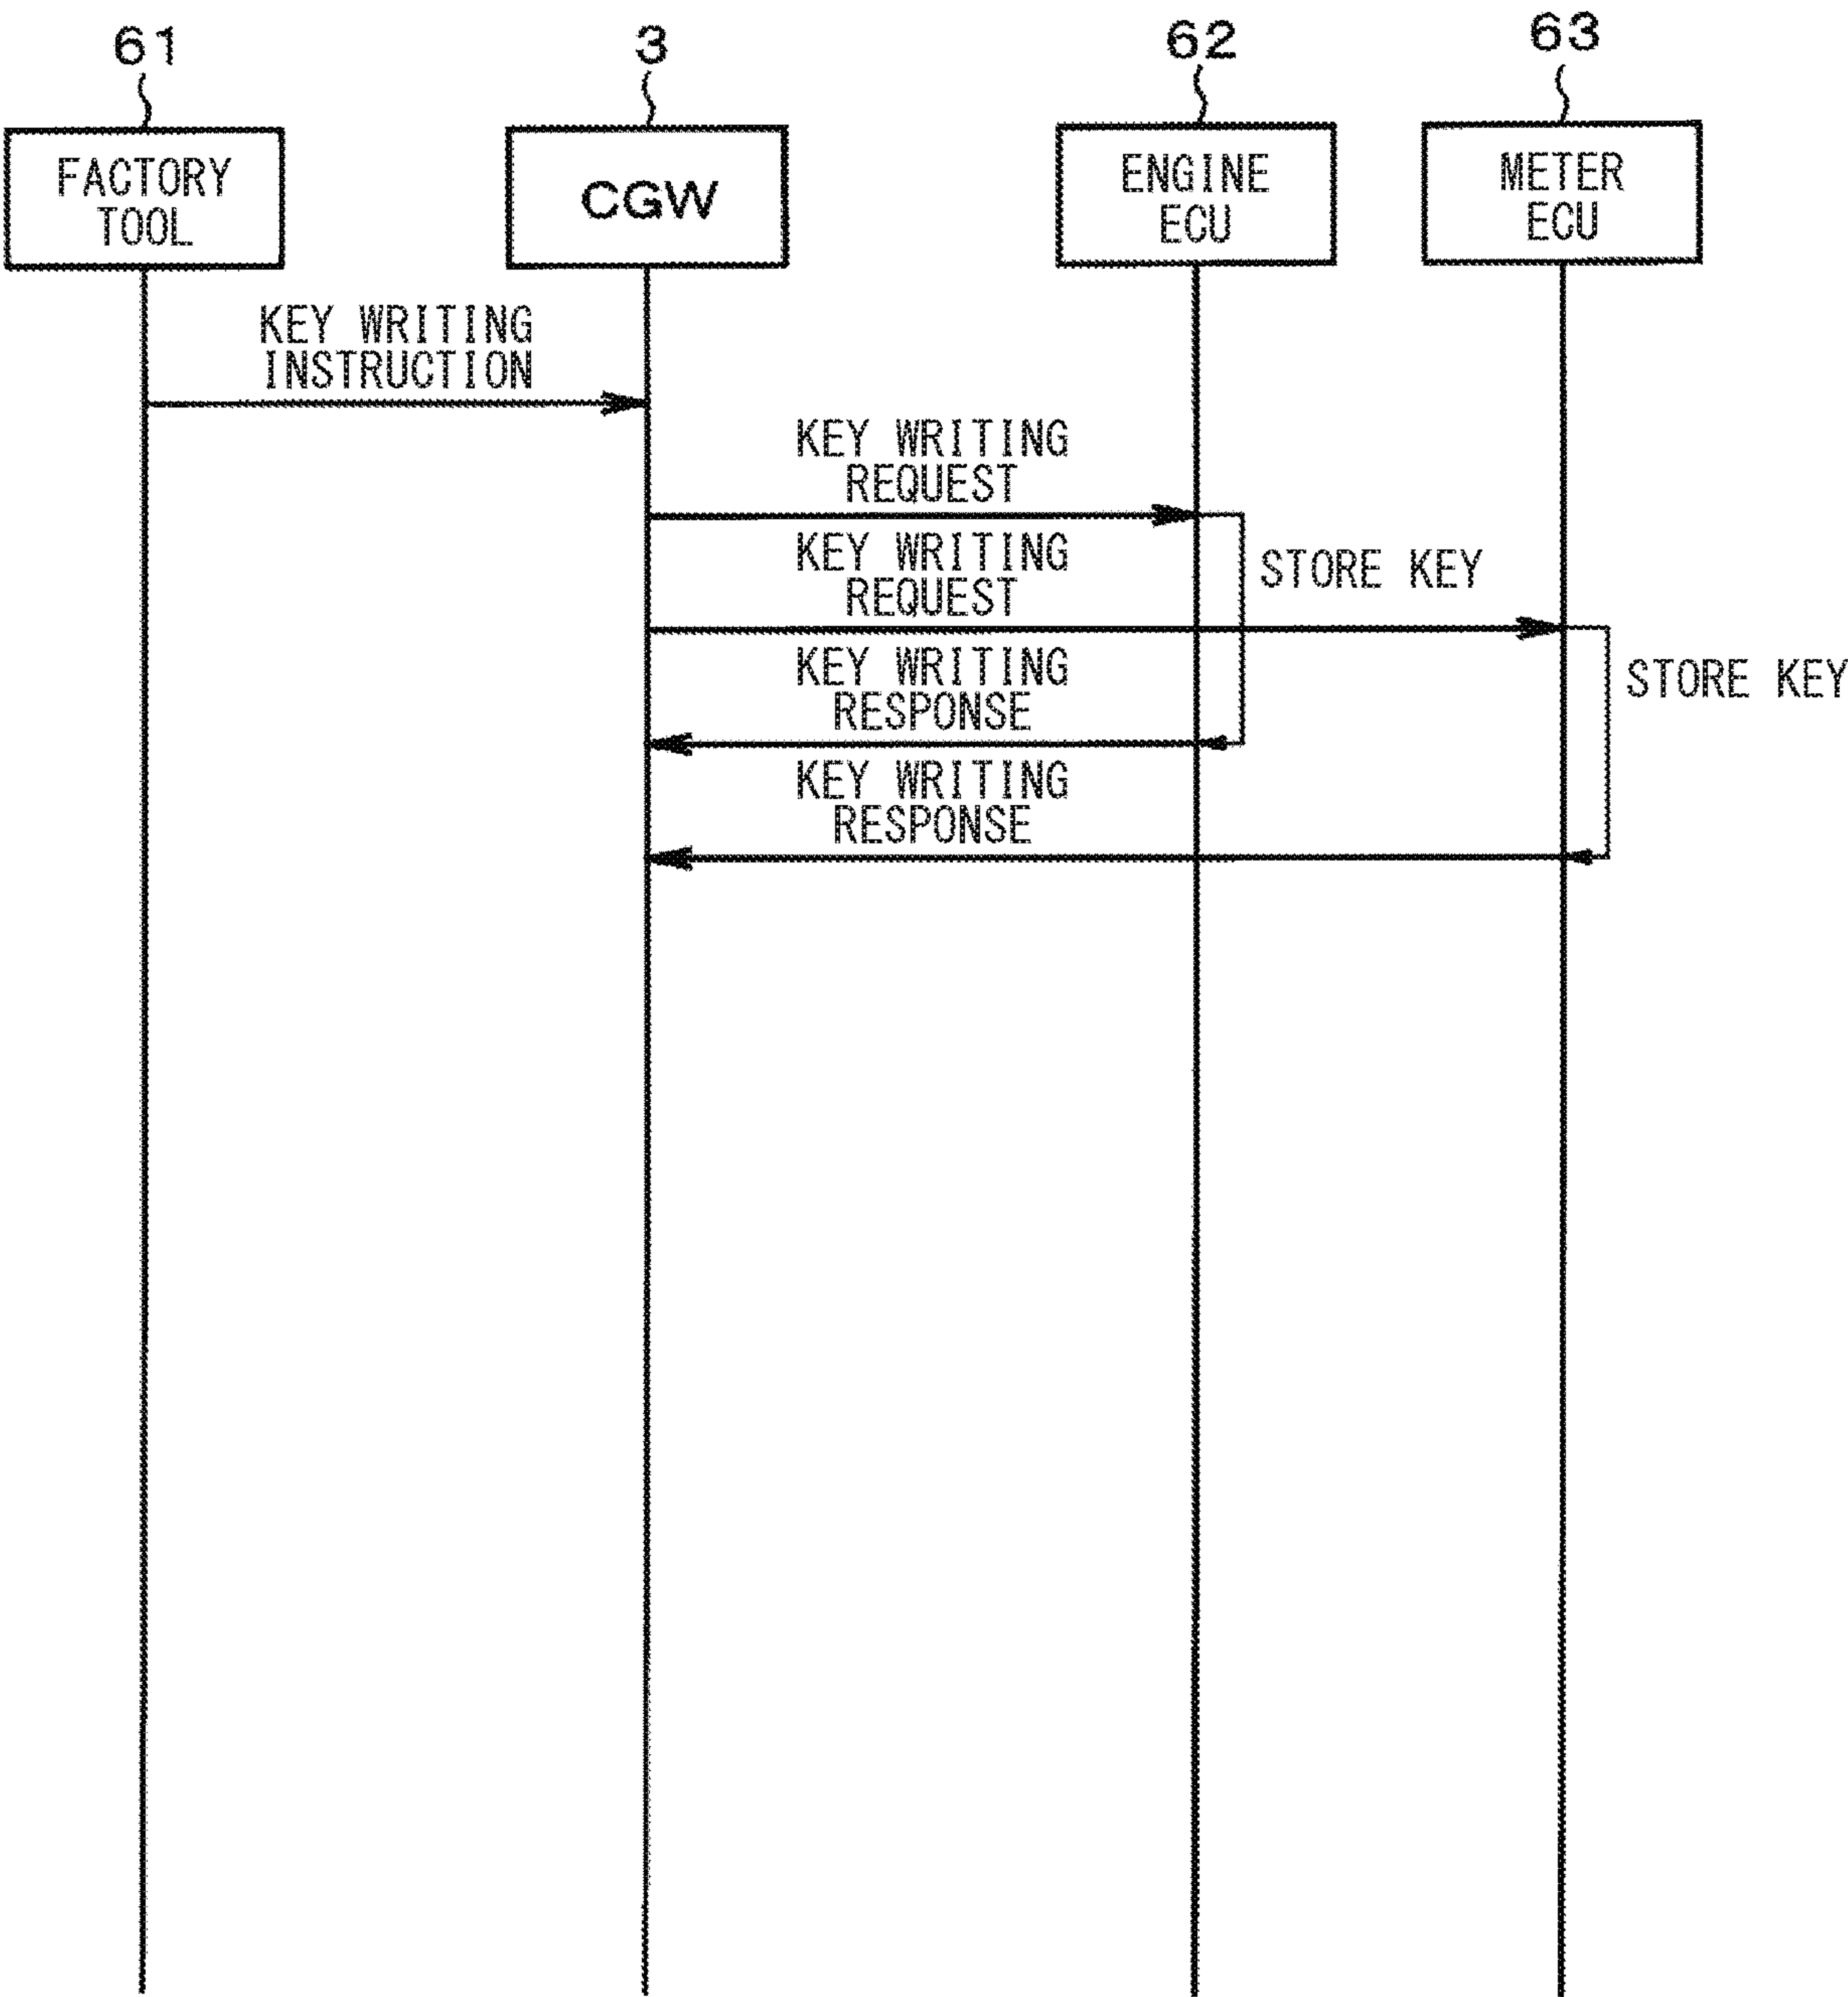 61
3
62
63
FACTORY
TOOL
CGW
ENGINE
ECU
METER
ECU
KEY WRITING
INSTRUCTION
KEY WRITING
REQUEST
STORE KEY
KEY WRITING
REQUEST
STORE KEY
KEY WRITING
RESPONSE
KEY WRITING
RESPONSE